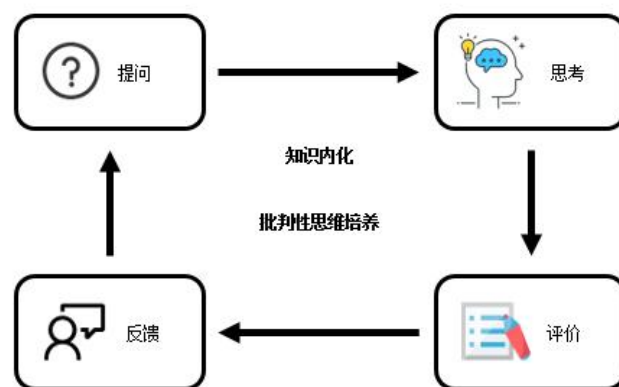 提问
思考
知识内化
批判性思维培养
反馈
评价